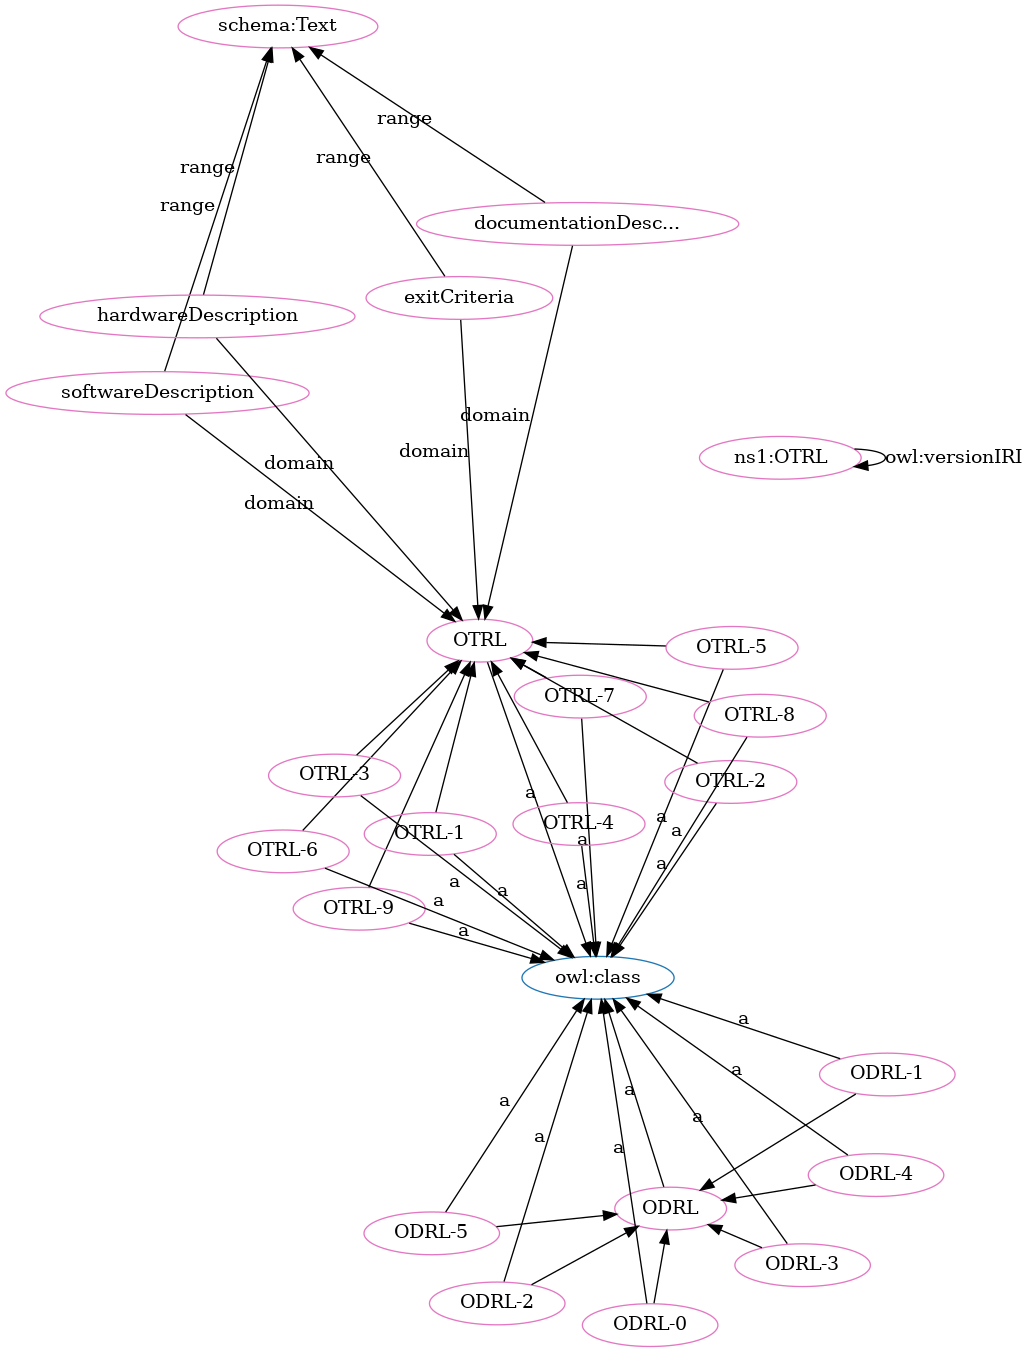 schema:Text
range
range
range
range
documentationDesc...
exitCriteria
hardwareDescription
softwareDescription
domain
domain
domain
domain
ns1:OTRL
owl:versionIRI
OTRL
OTRL-5
OTRL-7
OTRL-8
OTRL-3
OTRL-2
a
OTRL-4
a
OTRL-1
a
a
OTRL-6
a
a
a
a
a
OTRL-9
a
a
owl:class
a
ODRL-1
a
a
a
a
a
a
ODRL-4
ODRL
ODRL-5
ODRL-3
ODRL-2
ODRL-0